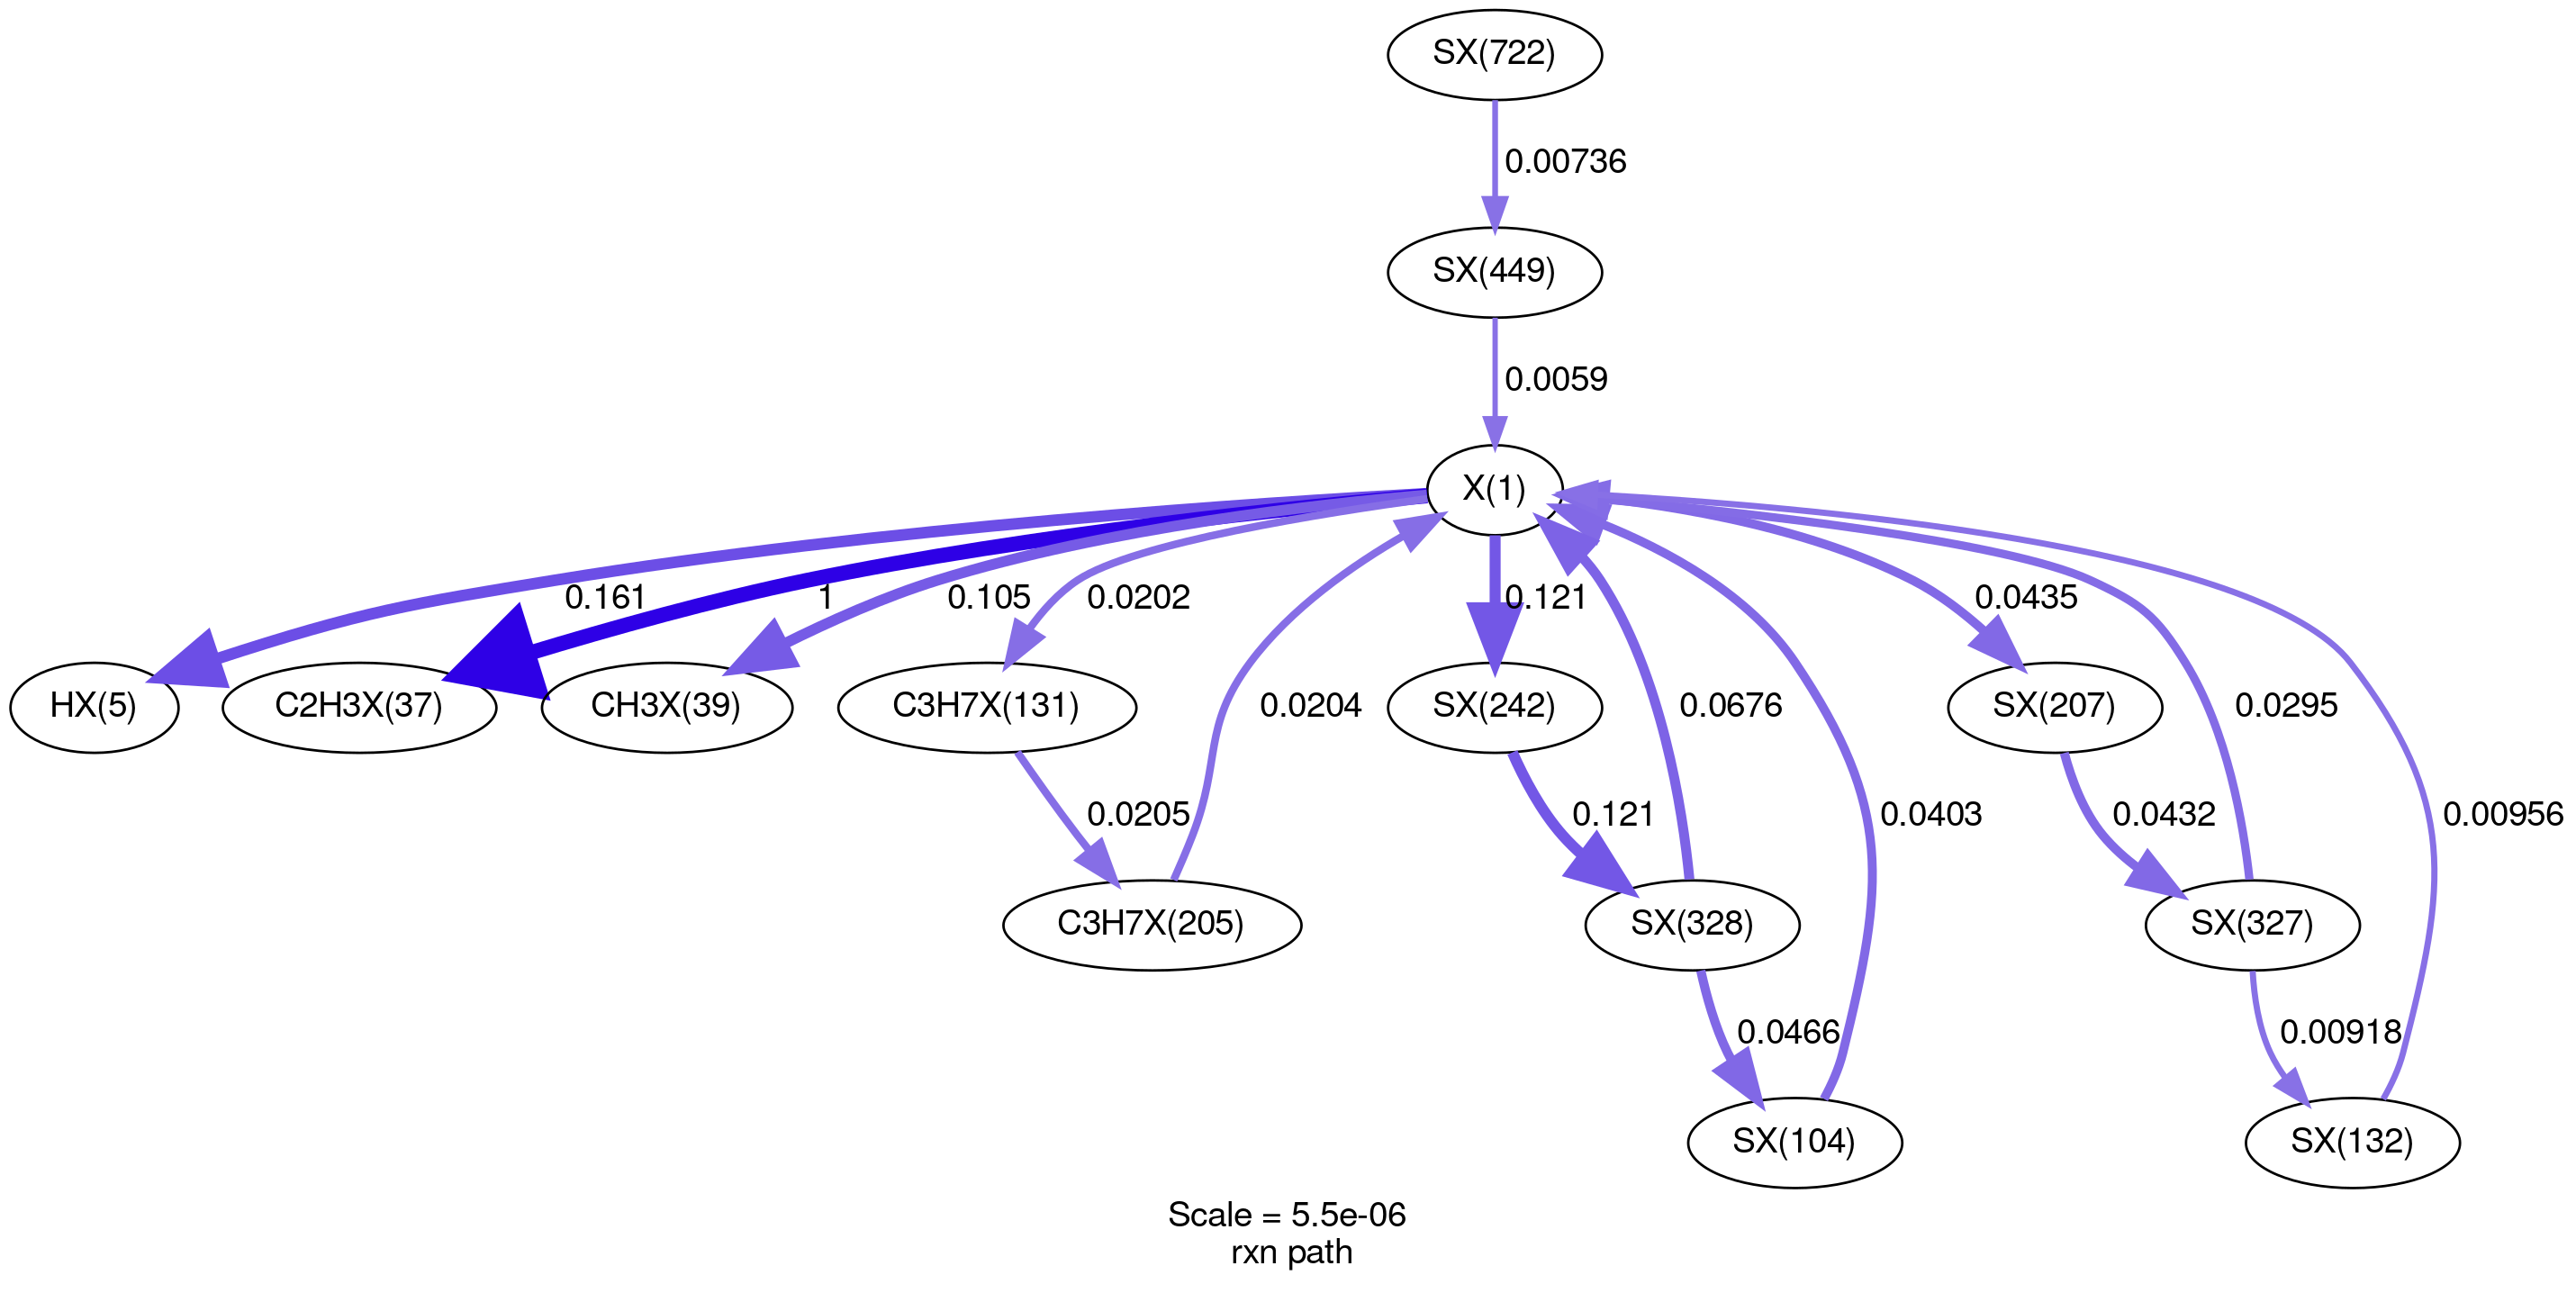 SX(722)
0.00736
SX(449)
0.0059
X(1)
0.161
1
0.105
0.0202
0.121
0.0435
HX(5)
C2H3X(37)
CH3X(39)
C3H7X(131)
0.0204
SX(242)
0.0676
SX(207)
0.0295
0.0205
0.121
0.0403
0.0432
0.00956
C3H7X(205)
SX(328)
SX(327)
0.0466
0.00918
SX(104)
SX(132)
Scale = 5.5e-06
rxn path